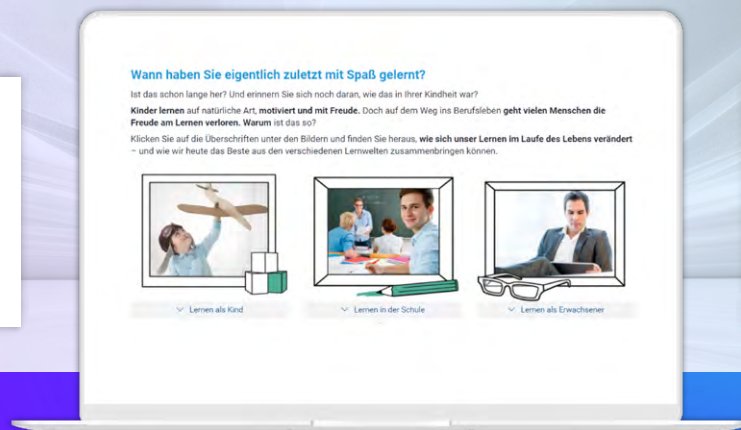 Wann haben Sie eigentlich zuletzt mit Spaß gelernt?
Ist das schon lange her? Und erinnern Sie sich noch daran, wie das in Ihrer Kindheit war?
Kinder lernen auf natürliche Art, motiviert und mit Freude. Doch auf dem Weg ins Berufsleben geht vielen Menschen die
Freude am Lernen verloren. Warum ist das so?
Klicken Sie auf die Überschriften unter den Bildern und finden Sie heraus, wie sich unser Lernen im Laufe des Lebens verändert
– und wie wir heute das Beste aus den verschiedenen Lernwelten zusammenbringen können.
Lernen als Kind
Lernen in der Schule
Lernen als Erwachsener